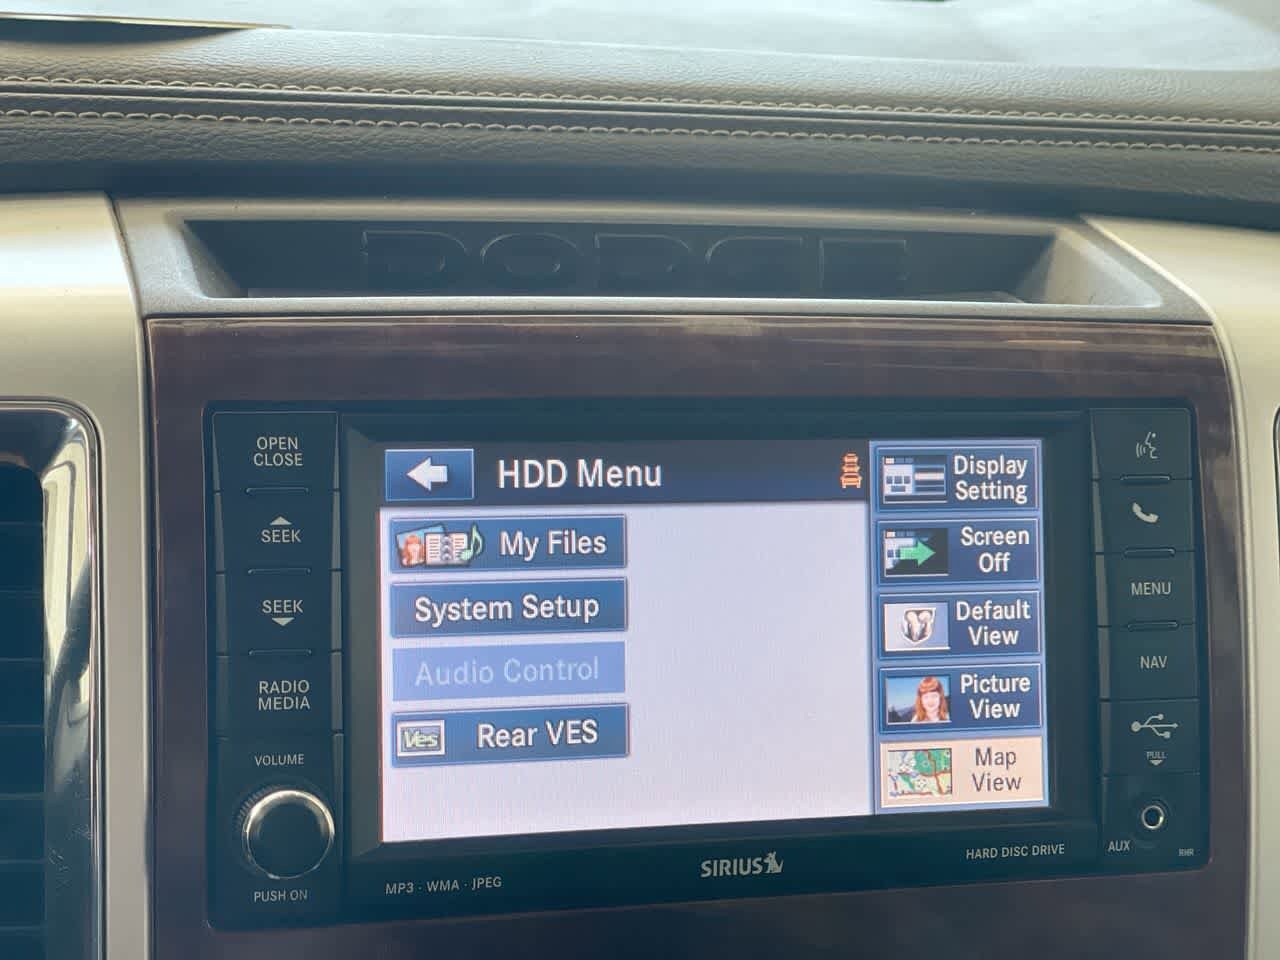 DODGE
OPEN
CLOSE
SEEK
SEEK
RADIO
MEDIA
VOLUME
PUSH ON
HDD Menu
My Files
System Setup
Audio Control
Ves
Rear VES
Display
Setting
Screen
Off
Default
View
Picture
View
Map
View
MP3 · WMA · JPEG
SIRIUS
HARD DISC DRIVE
MENU
NAV
PULL
AUX
RHR